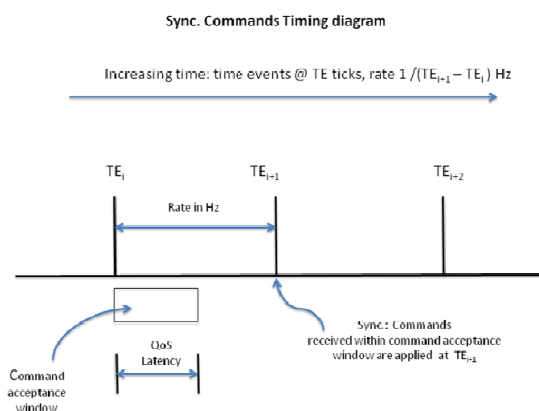 Sync. Commands Timing diagram
Increasing time: time events @ TE ticks, rate 1/(TEi+1 – TEi) Hz
TEi
TEi+1
TEi+2
Rate in Hz
QoS
Latency
Command
acceptance
window
Sync.: Commands
received within command acceptance
window are applied at TEi+1